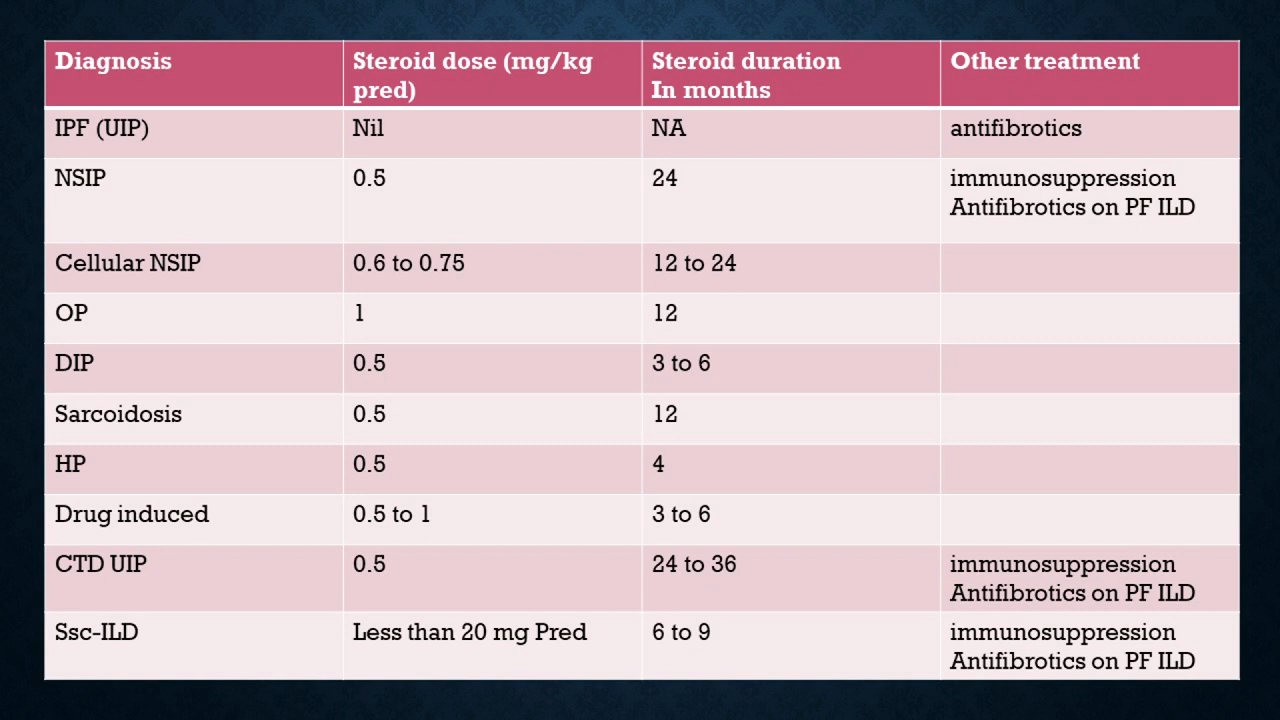 Diagnosis
Steroid dose (mg/kg
pred)
Steroid duration
In months
Other treatment
IPF (UIP)
Nil
NA
antifibrotics
NSIP
0.5
24
immunosuppression
Antifibrotics on PF ILD
Cellular NSIP
0.6 to 0.75
12 to 24
OP
1
12
DIP
0.5
3 to 6
Sarcoidosis
0.5
12
HP
0.5
4
Drug induced
0.5 to 1
3 to 6
CTD UIP
0.5
24 to 36
immunosuppression
Antifibrotics on PF ILD
Ssc-ILD
Less than 20 mg Pred
6 to 9
immunosuppression
Antifibrotics on PF ILD